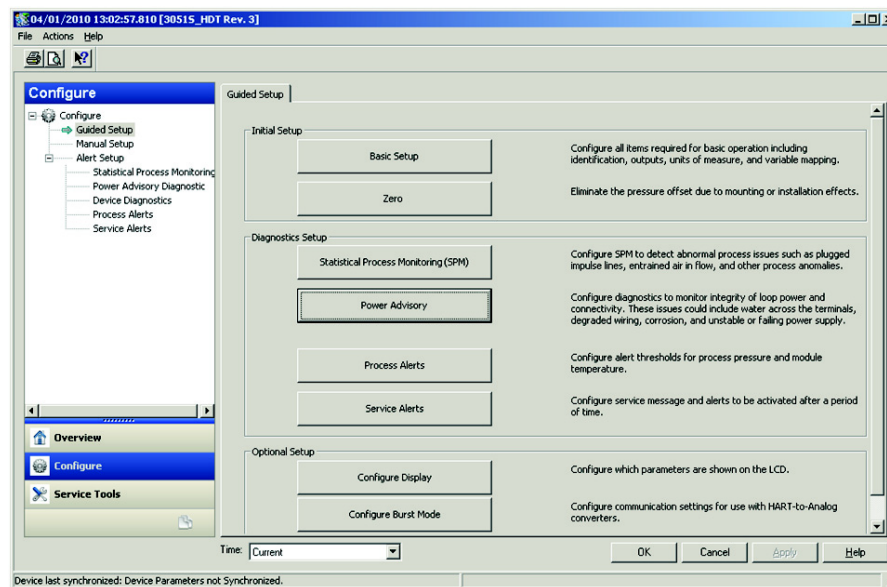 04/01/2010 13:02:57.810 [3051S_HDT Rev. 3]
File Actions Help
Configure
Configure
Guided Setup
Manual Setup
Alert Setup
Statistical Process Monitoring
Power Advisory Diagnostic
Device Diagnostics
Process Alerts
Service Alerts
Overview
Configure
Service Tools
Guided Setup
Initial Setup
Basic Setup
Configure all items required for basic operation including
identification, outputs, units of measure, and variable mapping.
Zero
Eliminate the pressure offset due to mounting or installation effects.
Diagnostics Setup
Statistical Process Monitoring (SPM)
Configure SPM to detect abnormal process issues such as plugged
impulse lines, entrained air in flow, and other process anomalies.
Power Advisory
Configure diagnostics to monitor integrity of loop power and
connectivity. These issues could include water across the terminals,
degraded wiring, corrosion, and unstable or failing power supply.
Process Alerts
Configure alert thresholds for process pressure and module
temperature.
Service Alerts
Configure service message and alerts to be activated after a period
of time.
Optional Setup
Configure Display
Configure which parameters are shown on the LCD.
Configure Burst Mode
Configure communication settings for use with HART-to-Analog
converters.
Time: Current
OK Cancel Apply Help
Device last synchronized: Device Parameters not Synchronized.